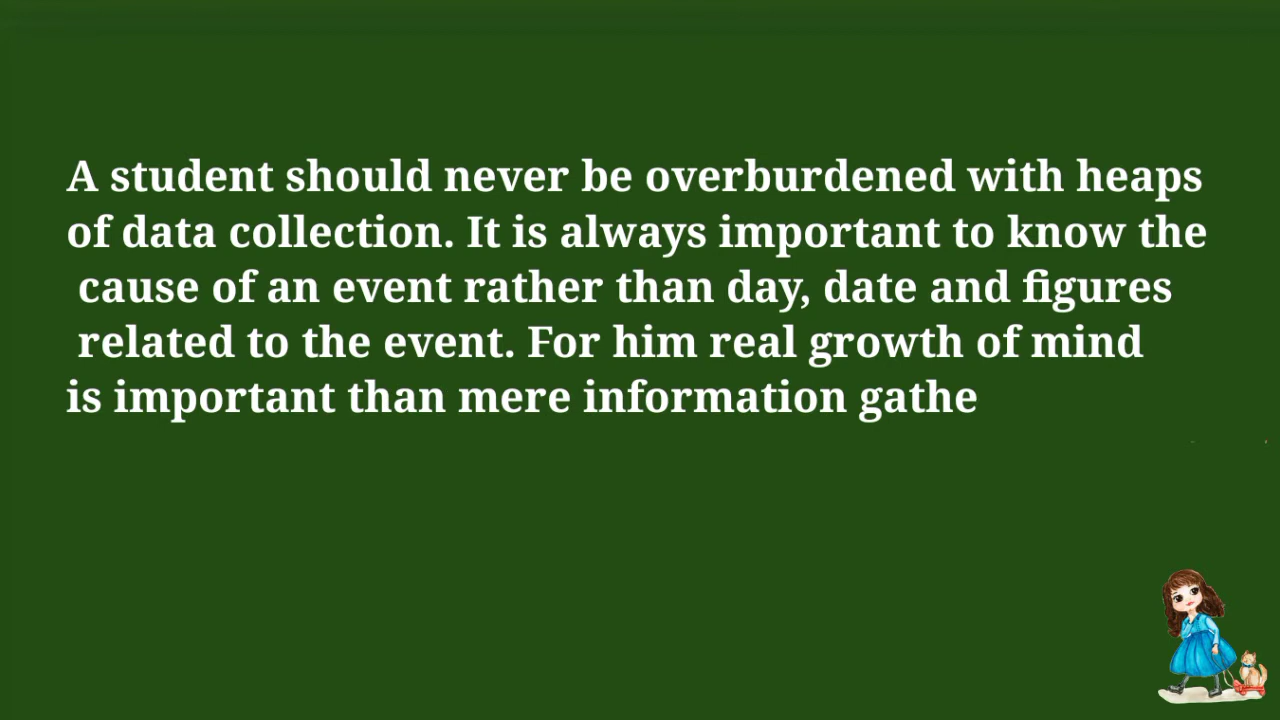 A student should never be overburdened with heaps
of data collection. It is always important to know the
cause of an event rather than day, date and figures
related to the event. For him real growth of mind
is important than mere information gathe